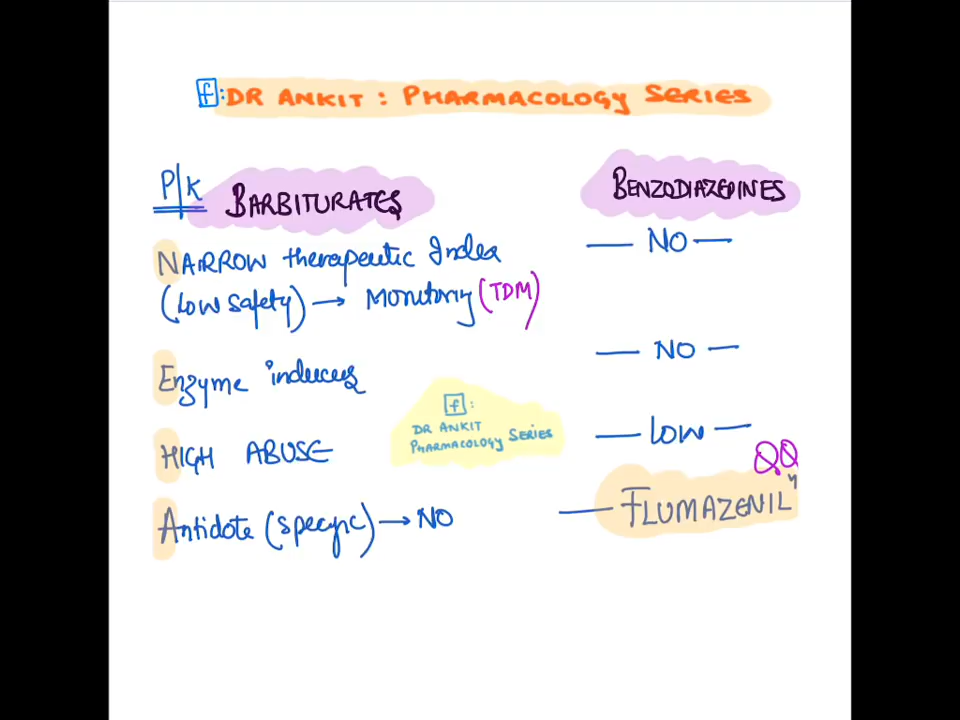 f: DR ANKIT : PHARMACOLOGY SERIES
P/K BARBITURATES BENZODIAZEPINES
NARROW therapeutic Index — NO —
(low safety) → Monitoring (TDM)
Enzyme inducers — NO —
f:
DR ANKIT
PHARMACOLOGY SERIES
HIGH ABUSE — low —
QQ
Antidote (specific) → NO — FLUMAZENIL